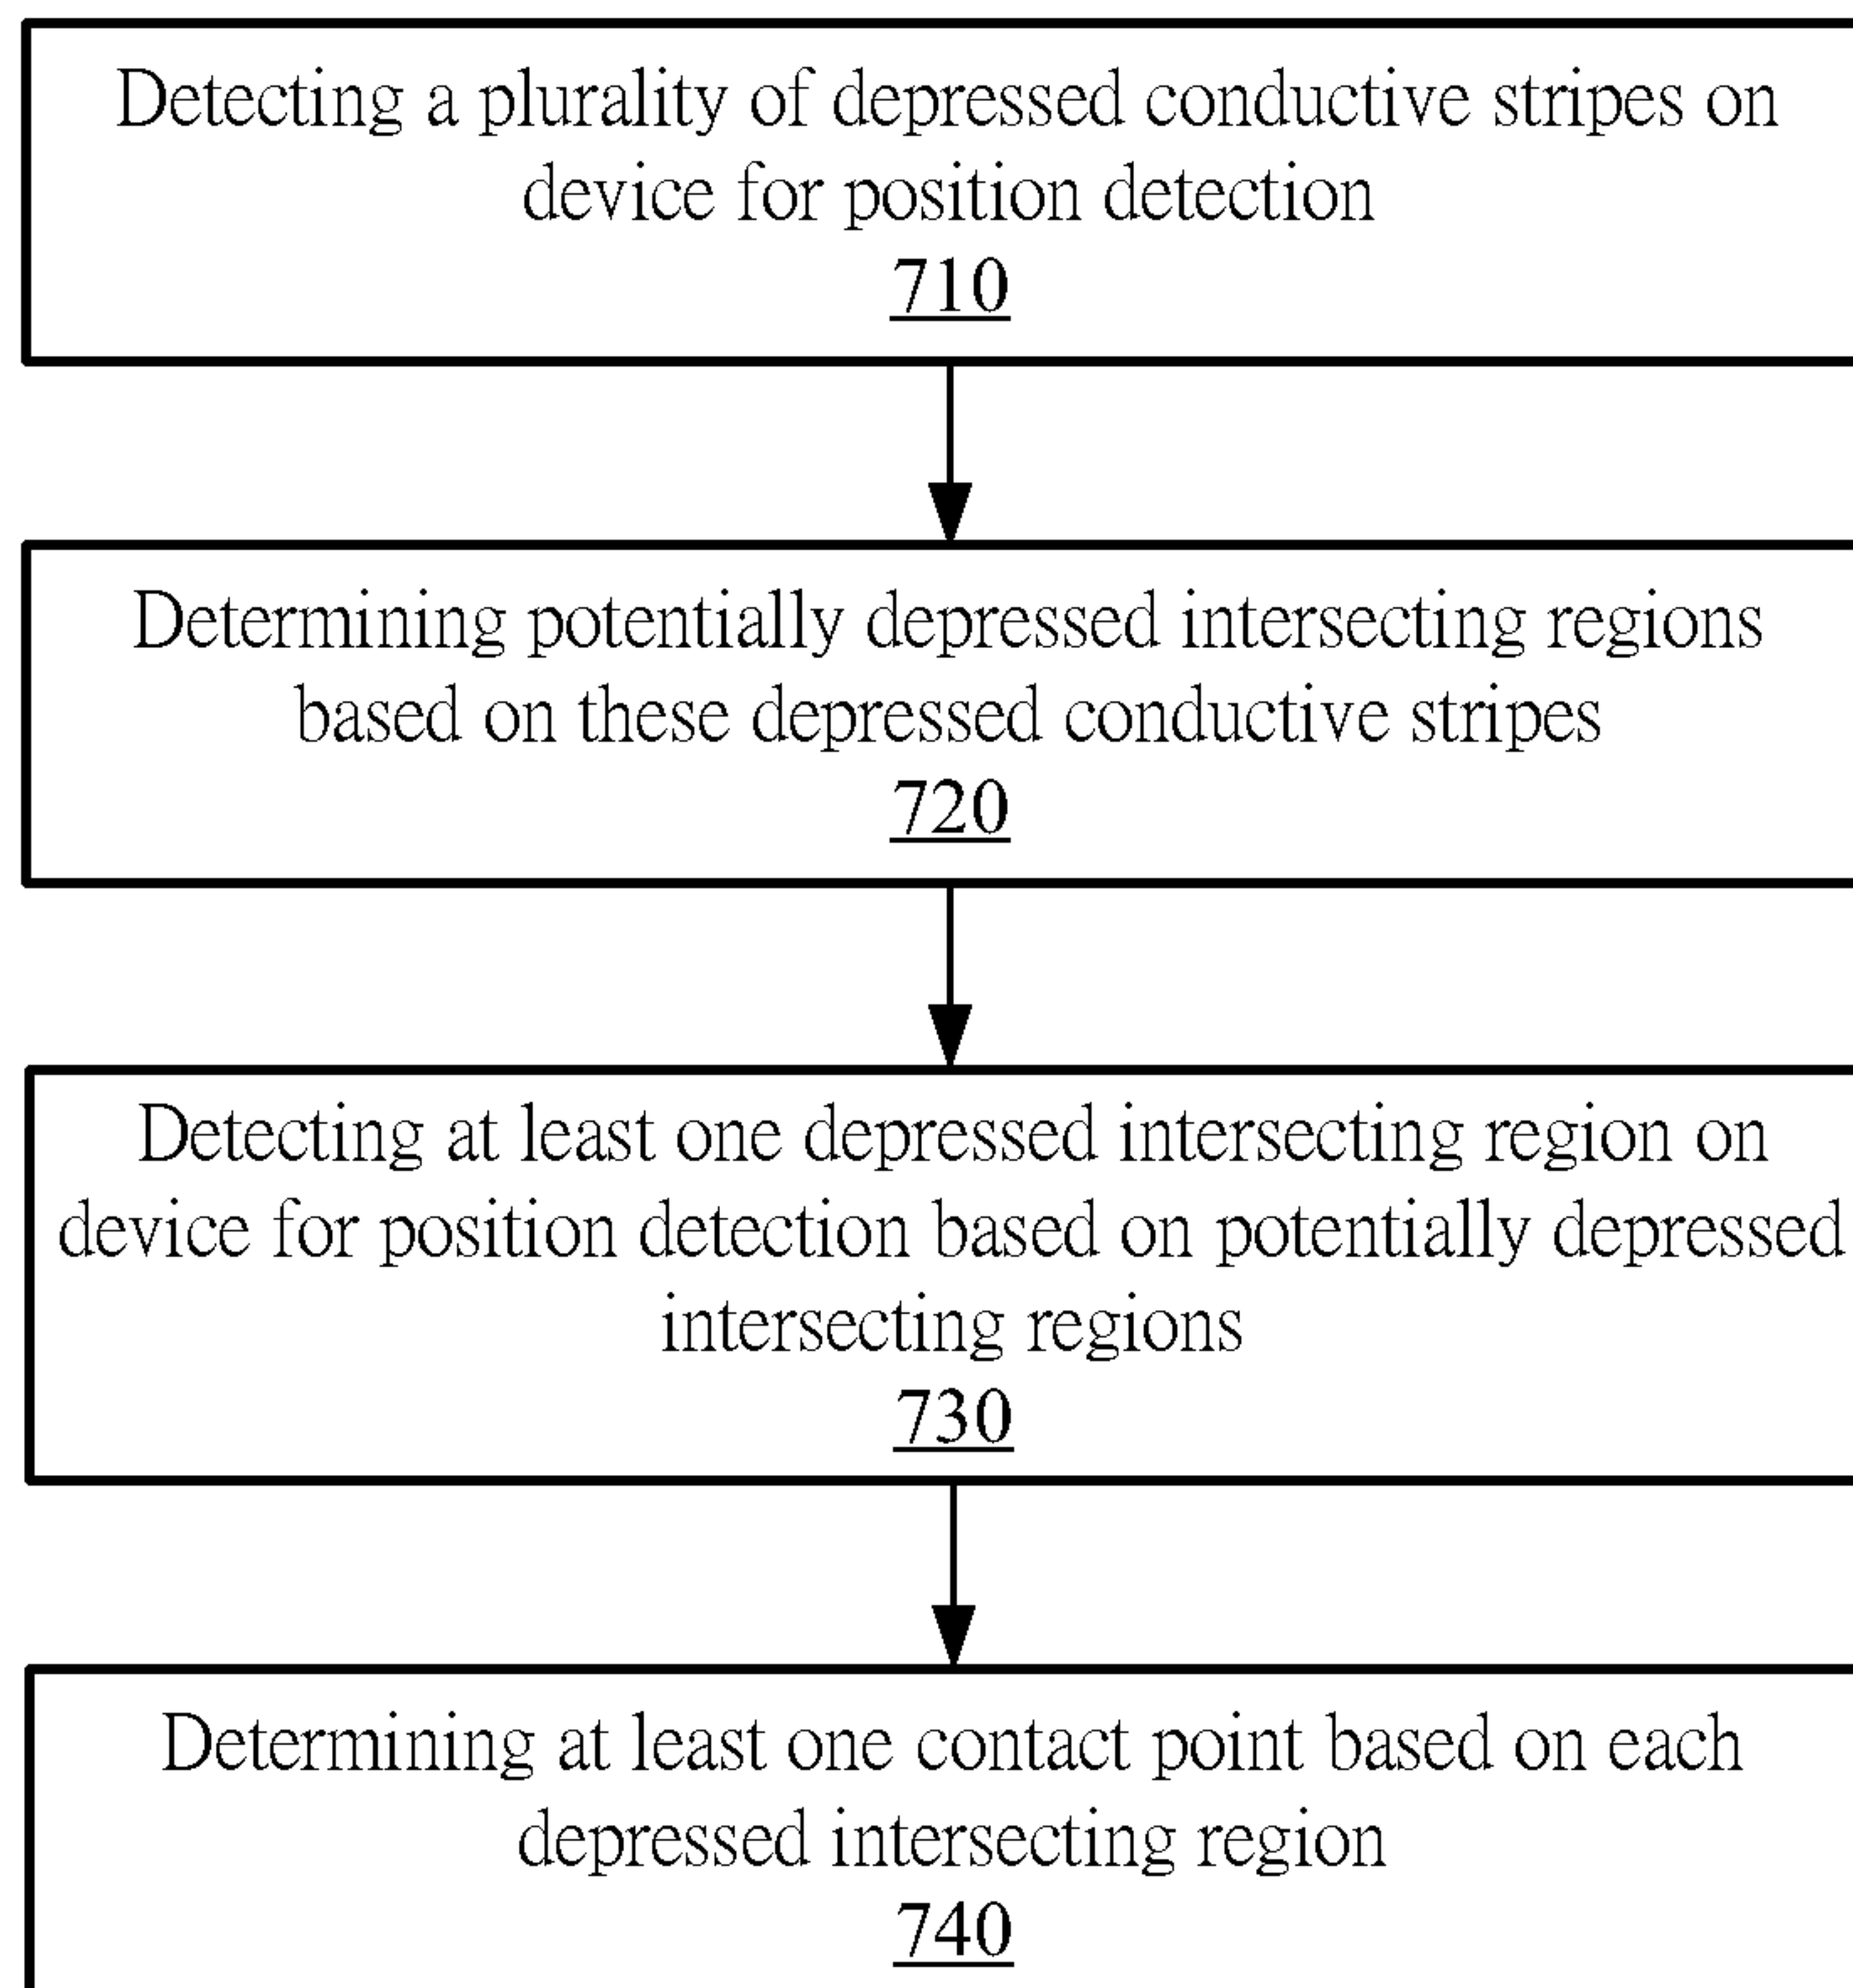 Detecting a plurality of depressed conductive stripes on
device for position detection
710
Determining potentially depressed intersecting regions
based on these depressed conductive stripes
720
Detecting at least one depressed intersecting region on
device for position detection based on potentially depressed
intersecting regions
730
Determining at least one contact point based on each
depressed intersecting region
740